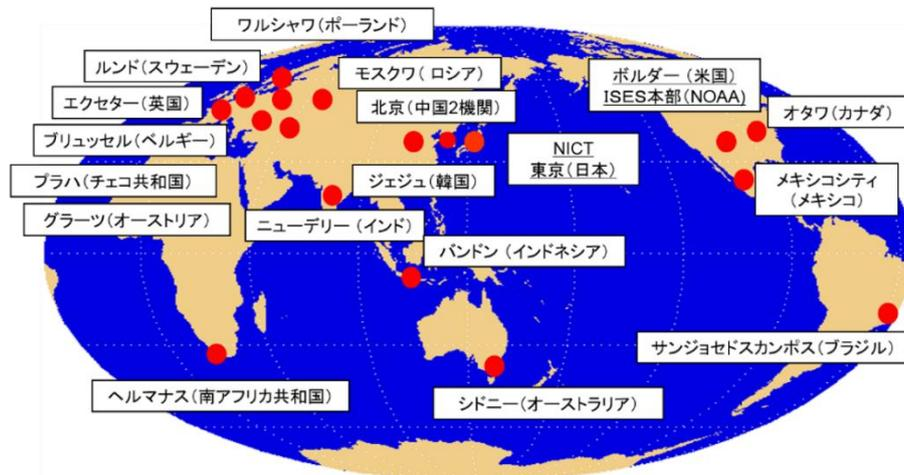 ワルシャワ(ポーランド)
ルンド(スウェーデン)
モスクワ( ロシア)
ボルダー (米国)
ISES本部(NOAA)
エクセター(英国)
北京(中国2機関)
オタワ(カナダ)
ブリュッセル(ベルギー)
NICT
東京(日本)
プラハ(チェコ共和国)
ジェジュ(韓国)
メキシコシティ
(メキシコ)
グラーツ(オーストリア)
ニューデリー (インド)
バンドン (インドネシア)
サンジョセドスカンポス(ブラジル)
ヘルマナス(南アフリカ共和国)
シドニー(オーストラリア)